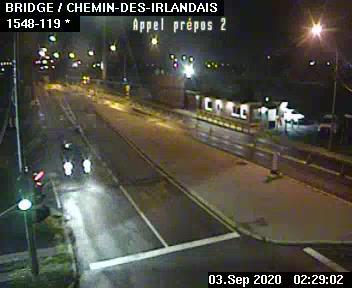 BRIDGE / CHEMIN-DES-IRLANDAIS
1548-119 *
Appel prépos 2
03.Sep 2020 02:29:02